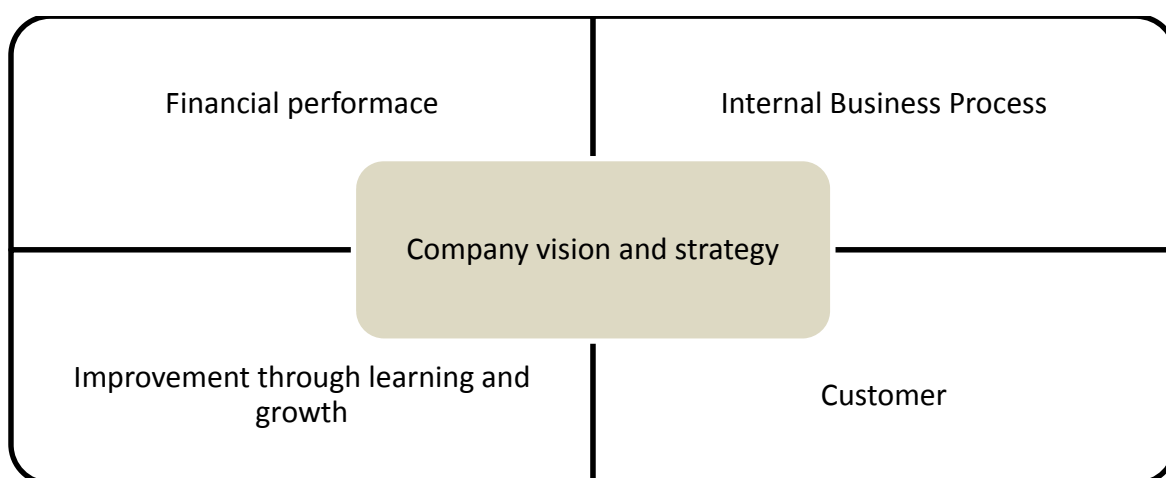 Financial performace
Internal Business Process
Company vision and strategy
Improvement through learning and
growth
Customer